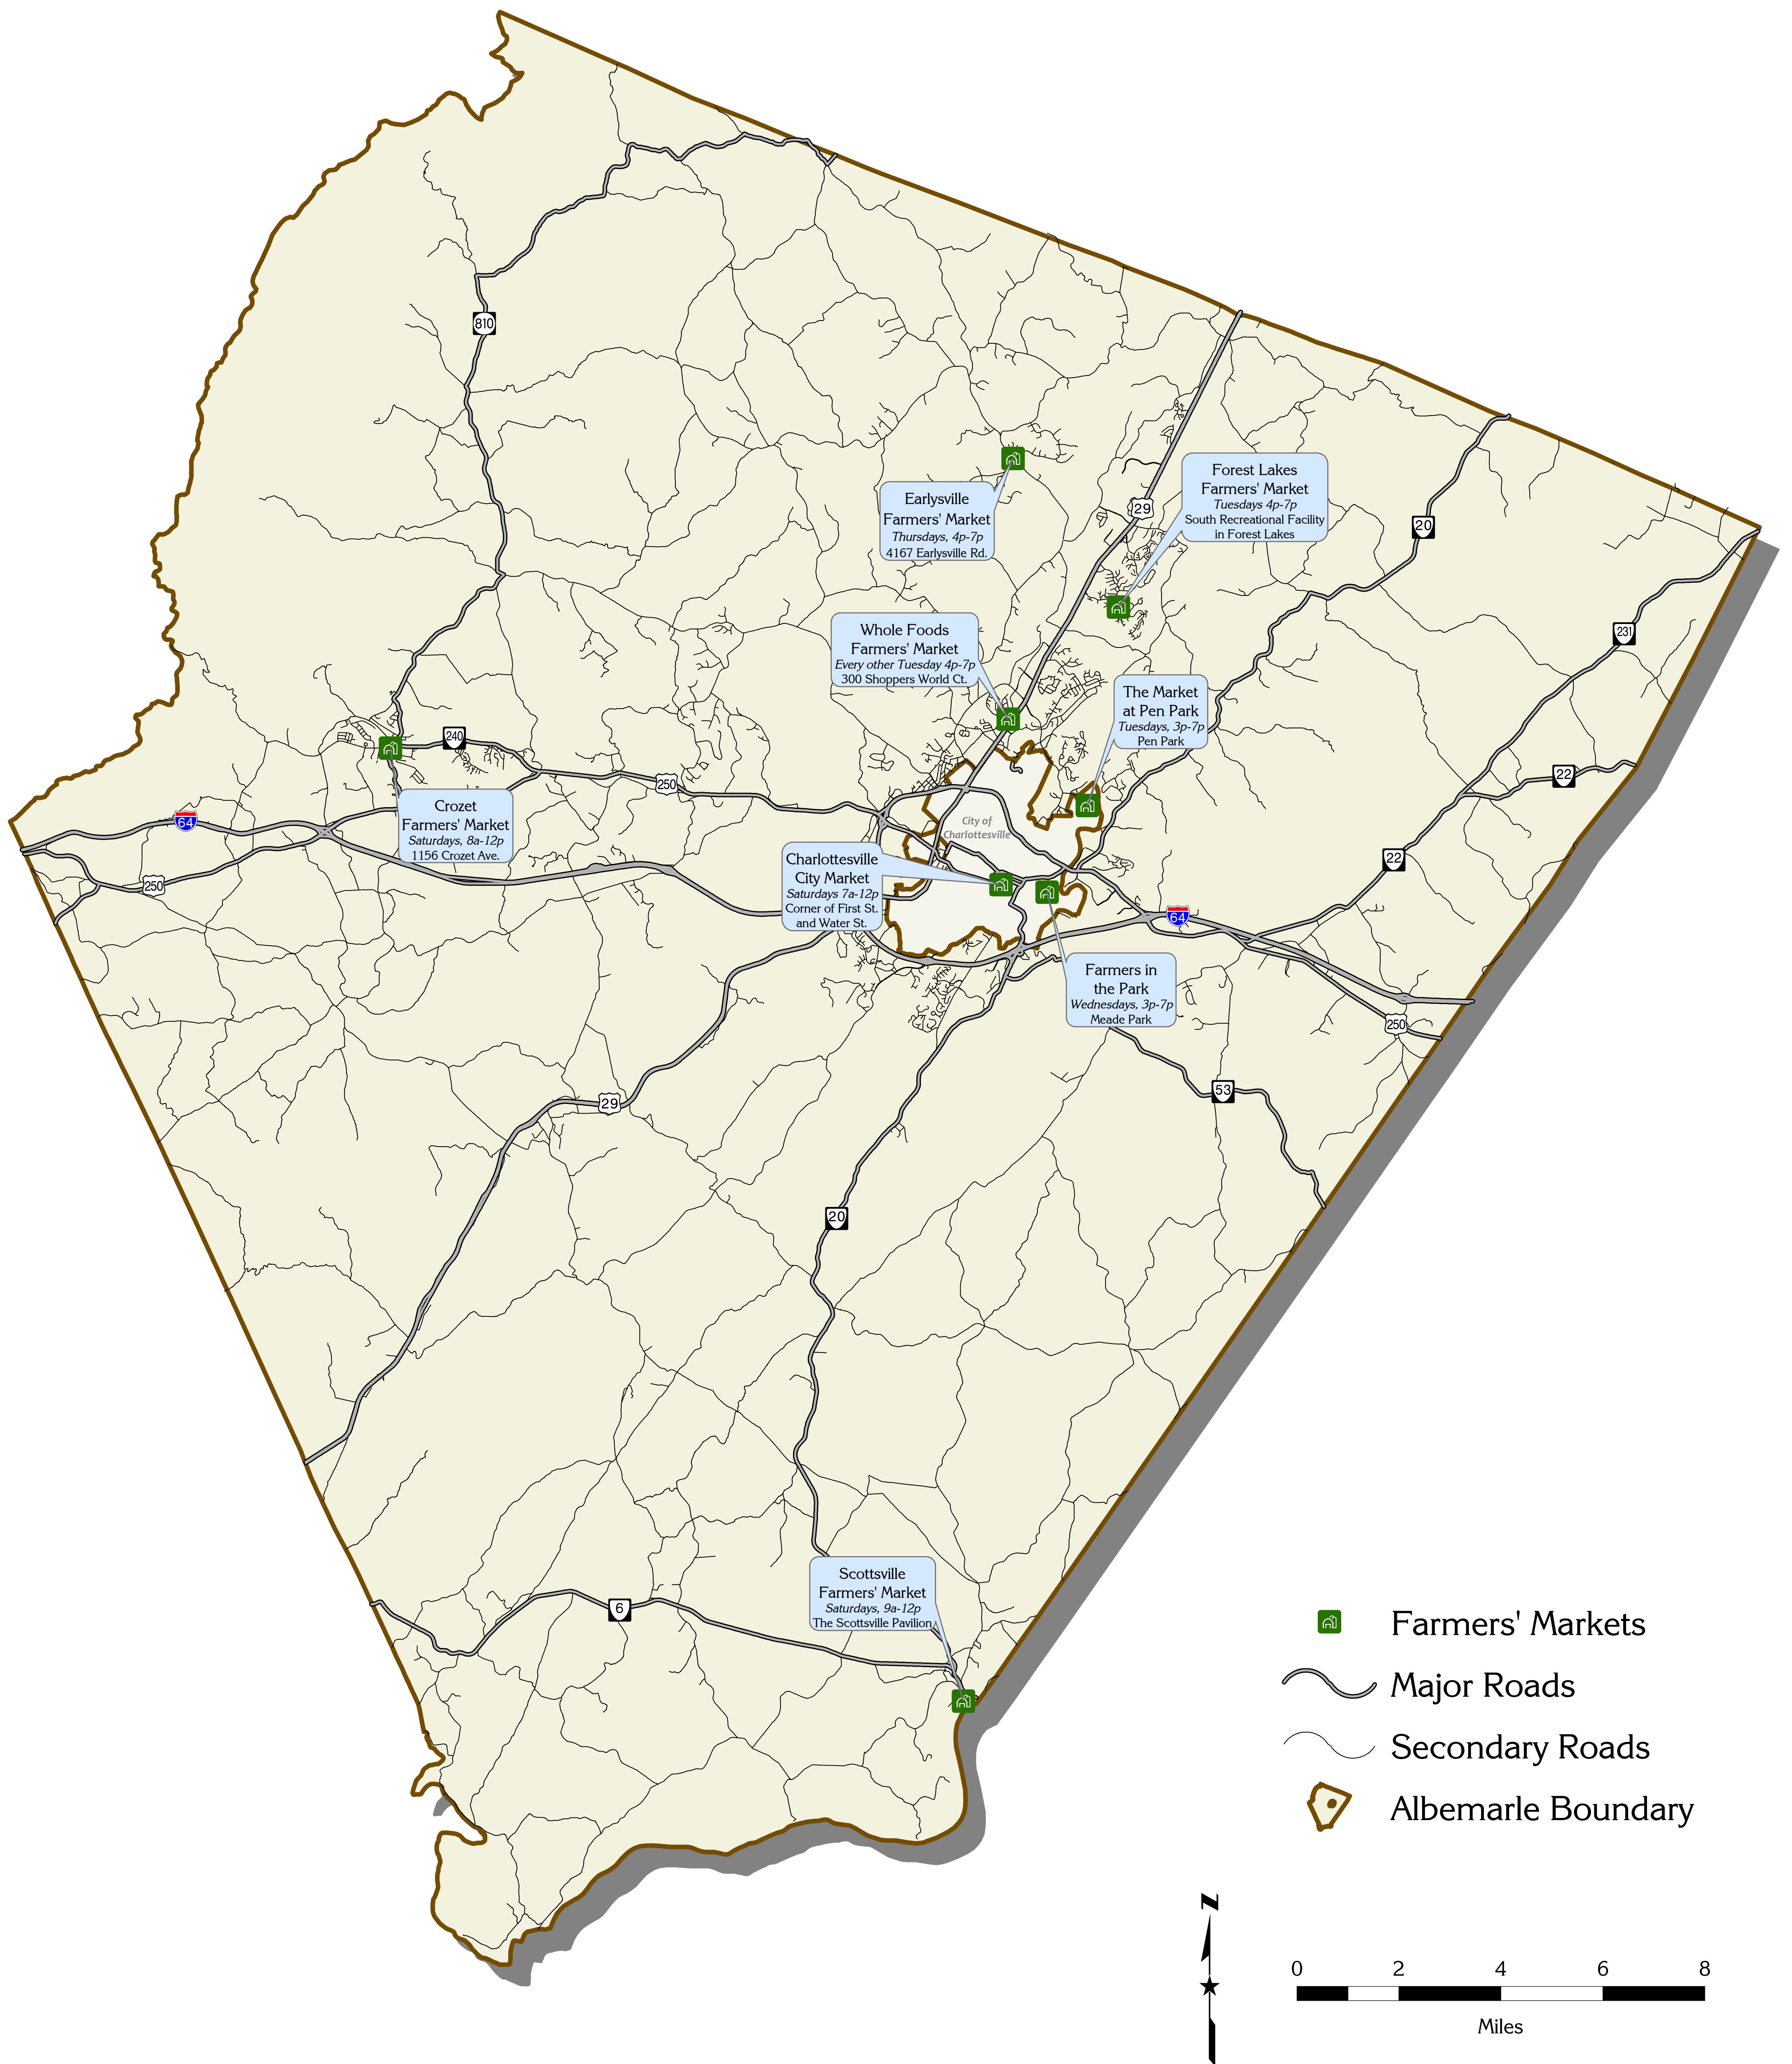 810
Earlysville
Farmers' Market
Thursdays, 4p-7p
4167 Earlysville Rd.
29
Forest Lakes
Farmers' Market
Tuesdays 4p-7p
South Recreational Facility
in Forest Lakes
20
231
Whole Foods
Farmers' Market
Every other Tuesday 4p-7p
300 Shoppers World Ct.
The Market
at Pen Park
Tuesdays, 3p-7p
Pen Park
240
250
22
64
Crozet
Farmers' Market
Saturdays, 8a-12p
1156 Crozet Ave.
City of
Charlottesville
250
Charlottesville
City Market
Saturdays 7a-12p
Corner of First St.
and Water St.
22
64
Farmers in
the Park
Wednesdays, 3p-7p
Meade Park
250
29
53
20
Scottsville
Farmers' Market
Saturdays, 9a-12p
The Scottsville Pavilion
6
Farmers' Markets
Major Roads
Secondary Roads
Albemarle Boundary
N
0 2 4 6 8
Miles